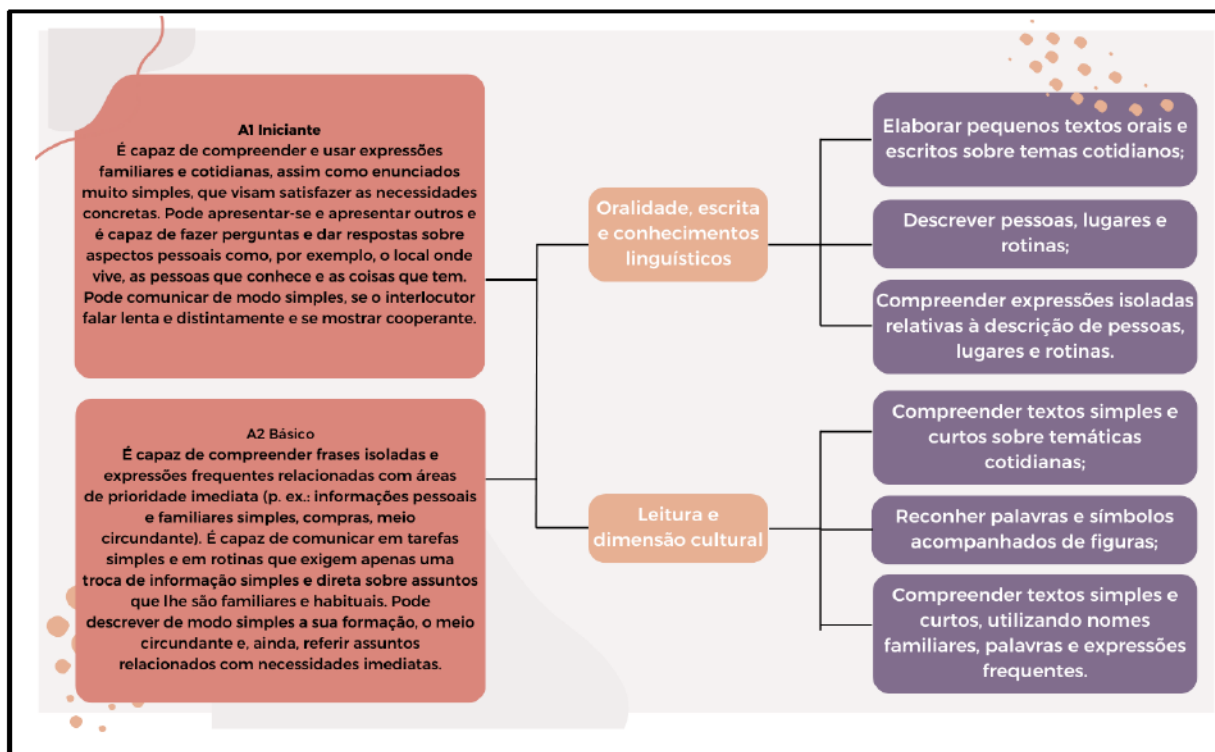 A1 Iniciante
É capaz de compreender e usar expressões
familiares e cotidianas, assim como enunciados
muito simples, que visam satisfazer as necessidades
concretas. Pode apresentar-se e apresentar outros e
é capaz de fazer perguntas e dar respostas sobre
aspectos pessoais como, por exemplo, o local onde
vive, as pessoas que conhece e as coisas que tem.
Pode comunicar de modo simples, se o interlocutor
falar lenta e distintamente e se mostrar cooperante.
A2 Básico
É capaz de compreender frases isoladas e
expressões frequentes relacionadas com áreas
de prioridade imediata (p. ex.: informações pessoais
e familiares simples, compras, meio
circundante). É capaz de comunicar em tarefas
simples e em rotinas que exigem apenas uma
troca de informação simples e direta sobre assuntos
que lhe são familiares e habituais. Pode
descrever de modo simples a sua formação, o meio
circundante e, ainda, referir assuntos
relacionados com necessidades imediatas.
Oralidade, escrita
e conhecimentos
linguísticos
Elaborar pequenos textos orais e
escritos sobre temas cotidianos;
Descrever pessoas, lugares e
rotinas;
Compreender expressões isoladas
relativas à descrição de pessoas,
lugares e rotinas.
Leitura e
dimensão cultural
Compreender textos simples e
curtos sobre temáticas
cotidianas;
Reconher palavras e símbolos
acompanhados de figuras;
Compreender textos simples e
curtos, utilizando nomes
familiares, palavras e expressões
frequentes.